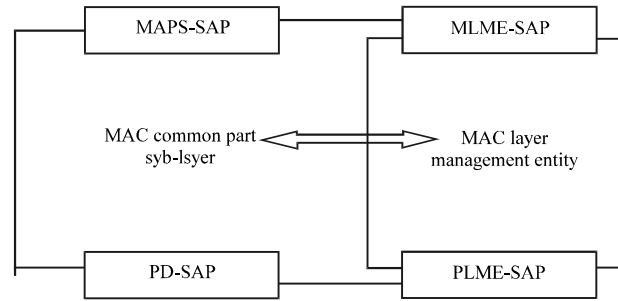 MAPS-SAP
MLME-SAP
MAC common part
syb-lsyer
MAC layer
management entity
PD-SAP
PLME-SAP